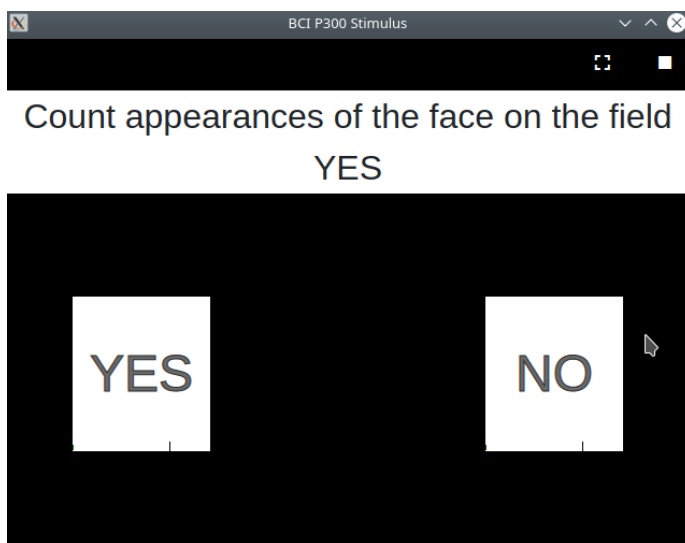 BCI P300 Stimulus
Count appearances of the face on the field
YES
YES
NO